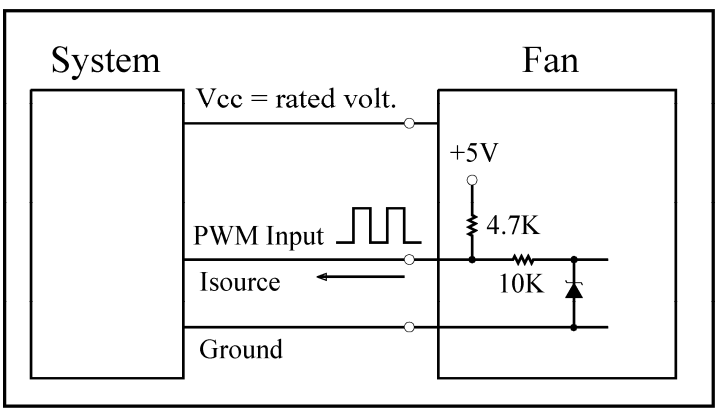 System
Fan
Vcc = rated volt.
+5V
4.7K
PWM Input
10K
Isource
Ground